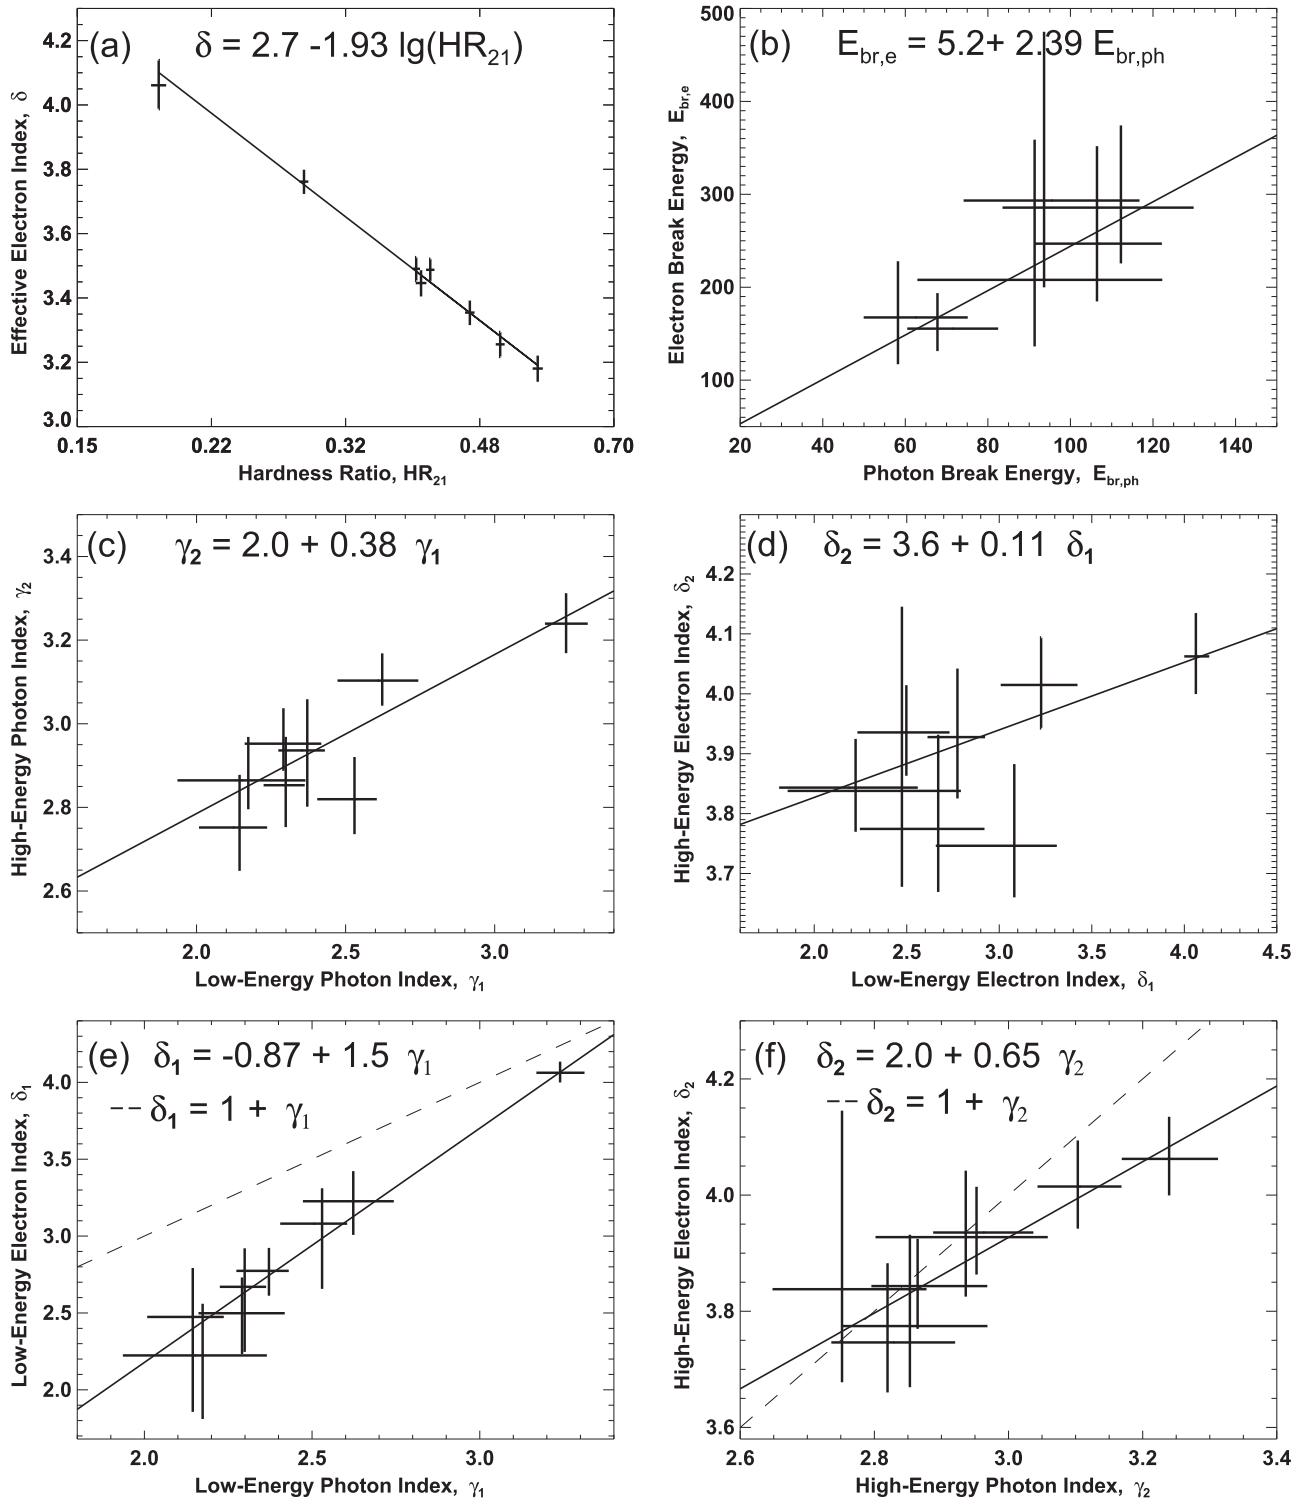 (a) δ = 2.7 -1.93 lg(HR21)
Effective Electron Index, δ
4.2
4.0
3.8
3.6
3.4
3.2
3.0
0.15 0.22 0.32 0.48 0.70
Hardness Ratio, HR21
(b) Ebr,e = 5.2+ 2.39 Ebr,ph
Electron Break Energy, Ebr,e
500
400
300
200
100
20 40 60 80 100 120 140
Photon Break Energy, Ebr,ph
(c) γ2 = 2.0 + 0.38 γ1
High-Energy Photon Index, γ2
3.4
3.2
3.0
2.8
2.6
2.0 2.5 3.0
Low-Energy Photon Index, γ1
(d) δ2 = 3.6 + 0.11 δ1
High-Energy Electron Index, δ2
4.2
4.1
4.0
3.9
3.8
3.7
2.0 2.5 3.0 3.5 4.0 4.5
Low-Energy Electron Index, δ1
(e) δ1 = -0.87 + 1.5 γ1
δ1 = 1 + γ1
Low-Energy Electron Index, δ1
4.0
3.5
3.0
2.5
2.0
2.0 2.5 3.0
Low-Energy Photon Index, γ1
(f) δ2 = 2.0 + 0.65 γ2
δ2 = 1 + γ2
High-Energy Electron Index, δ2
4.2
4.0
3.8
3.6
2.6 2.8 3.0 3.2 3.4
High-Energy Photon Index, γ2